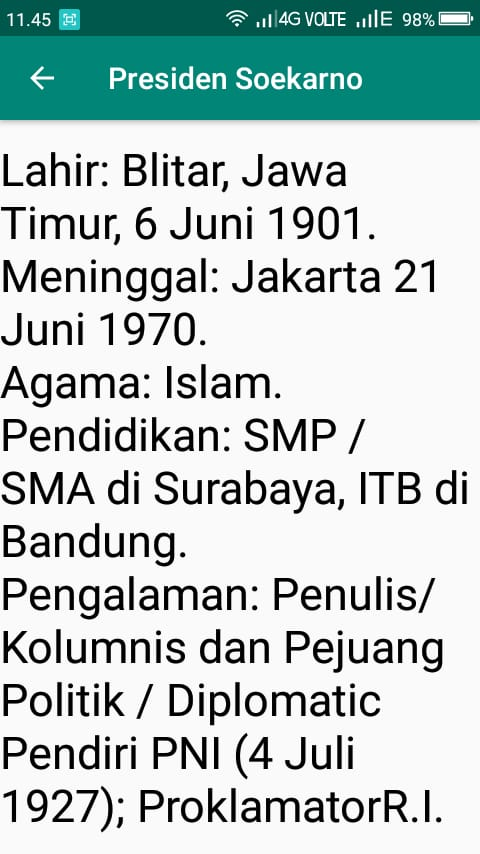 11.45 4G VOLTE E 98%
Presiden Soekarno
Lahir: Blitar, Jawa
Timur, 6 Juni 1901.
Meninggal: Jakarta 21
Juni 1970.
Agama: Islam.
Pendidikan: SMP /
SMA di Surabaya, ITB di
Bandung.
Pengalaman: Penulis/
Kolumnis dan Pejuang
Politik / Diplomatic
Pendiri PNI (4 Juli
1927); ProklamatorR.I.